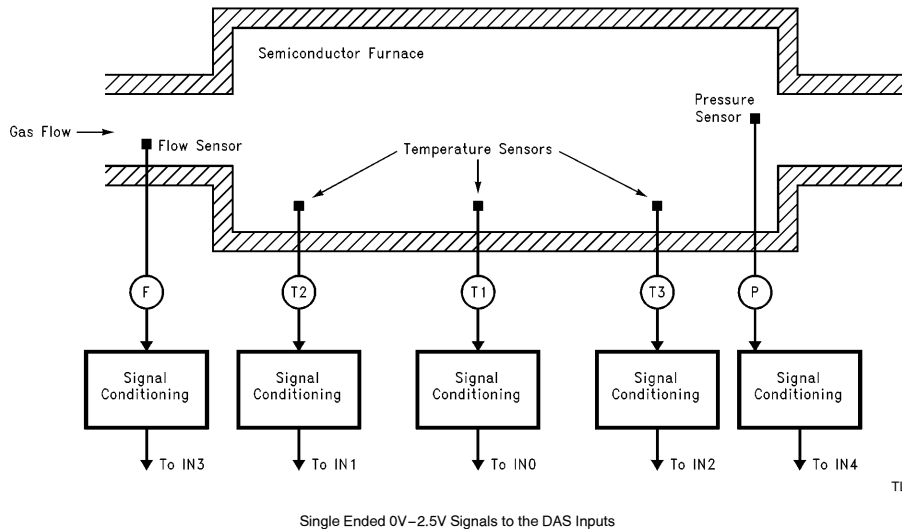 Semiconductor Furnace
Pressure
Sensor
Gas Flow
Flow Sensor
Temperature Sensors
F
T2
T1
T3
P
Signal
Conditioning
Signal
Conditioning
Signal
Conditioning
Signal
Conditioning
Signal
Conditioning
To IN3
To IN1
To IN0
To IN2
To IN4
TL
Single Ended 0V–2.5V Signals to the DAS Inputs